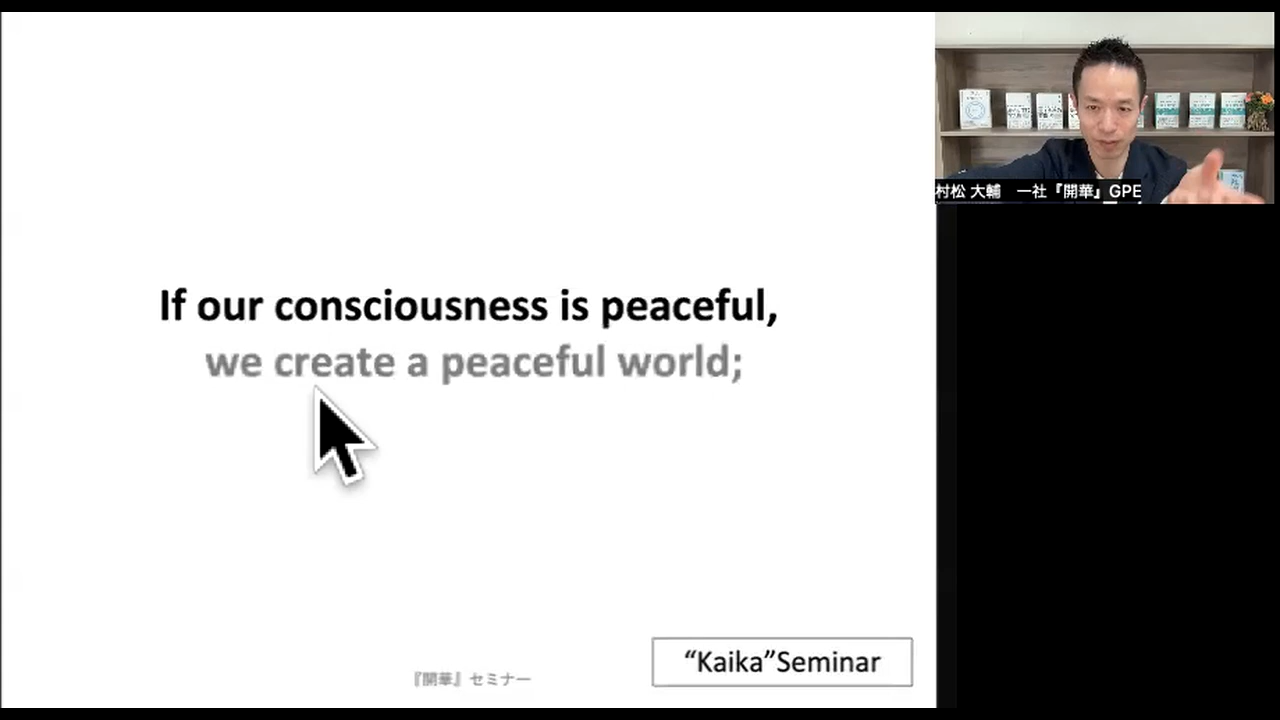 If our consciousness is peaceful,
we create a peaceful world;
“Kaika”Seminar
『開華』セミナー
村松 大輔　一社『開華』GPE